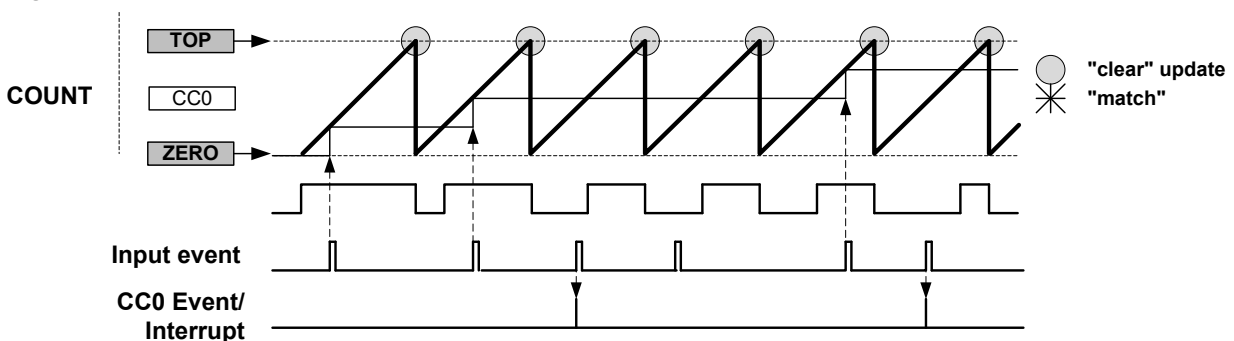 TOP
COUNT
CC0
ZERO
"clear" update
"match"
Input event
CC0 Event/
Interrupt